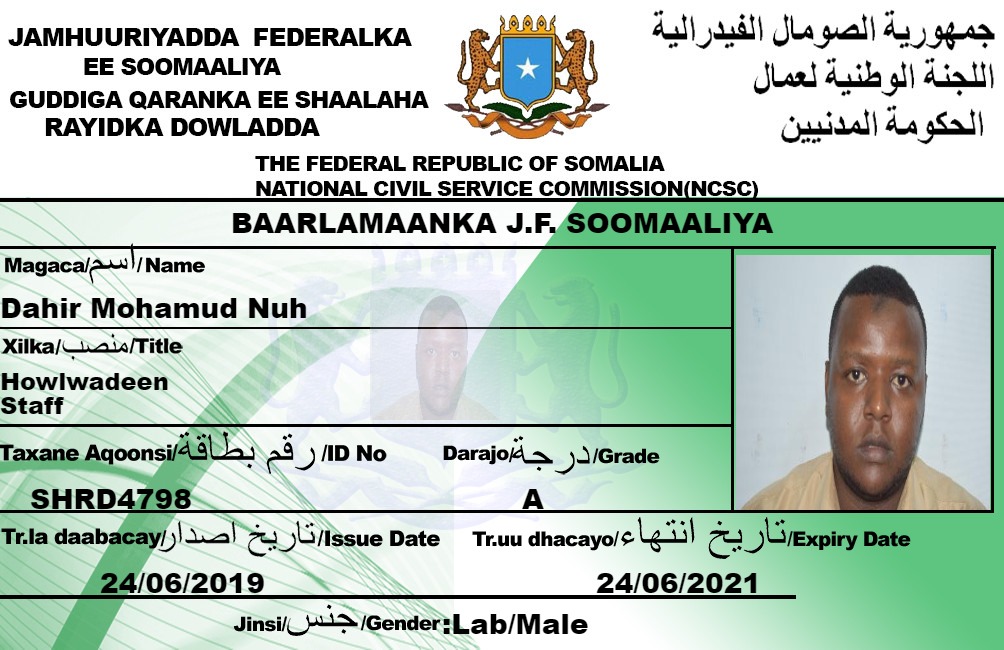 JAMHUURIYADDA FEDERALKA
EE SOOMAALIYA
GUDDIGA QARANKA EE SHAALAHA
RAYIDKA DOWLADDA
جمهورية الصومال الفيدرالية
اللجنة الوطنية لعمال
الحكومة المدنيين
THE FEDERAL REPUBLIC OF SOMALIA
NATIONAL CIVIL SERVICE COMMISSION(NCSC)
BAARLAMAANKA J.F. SOOMAALIYA
Magaca/اسم/Name
Dahir Mohamud Nuh
Xilka/منصب/Title
Howlwadeen
Staff
Taxane Aqoonsi/رقم بطاقة/ID No Darajo/درجة/Grade
SHRD4798 A
Tr.la daabacay/تاريخ اصدار/Issue Date Tr.uu dhacayo/تاريخ انتهاء/Expiry Date
24/06/2019 24/06/2021
Jinsi/جنس/Gender:Lab/Male